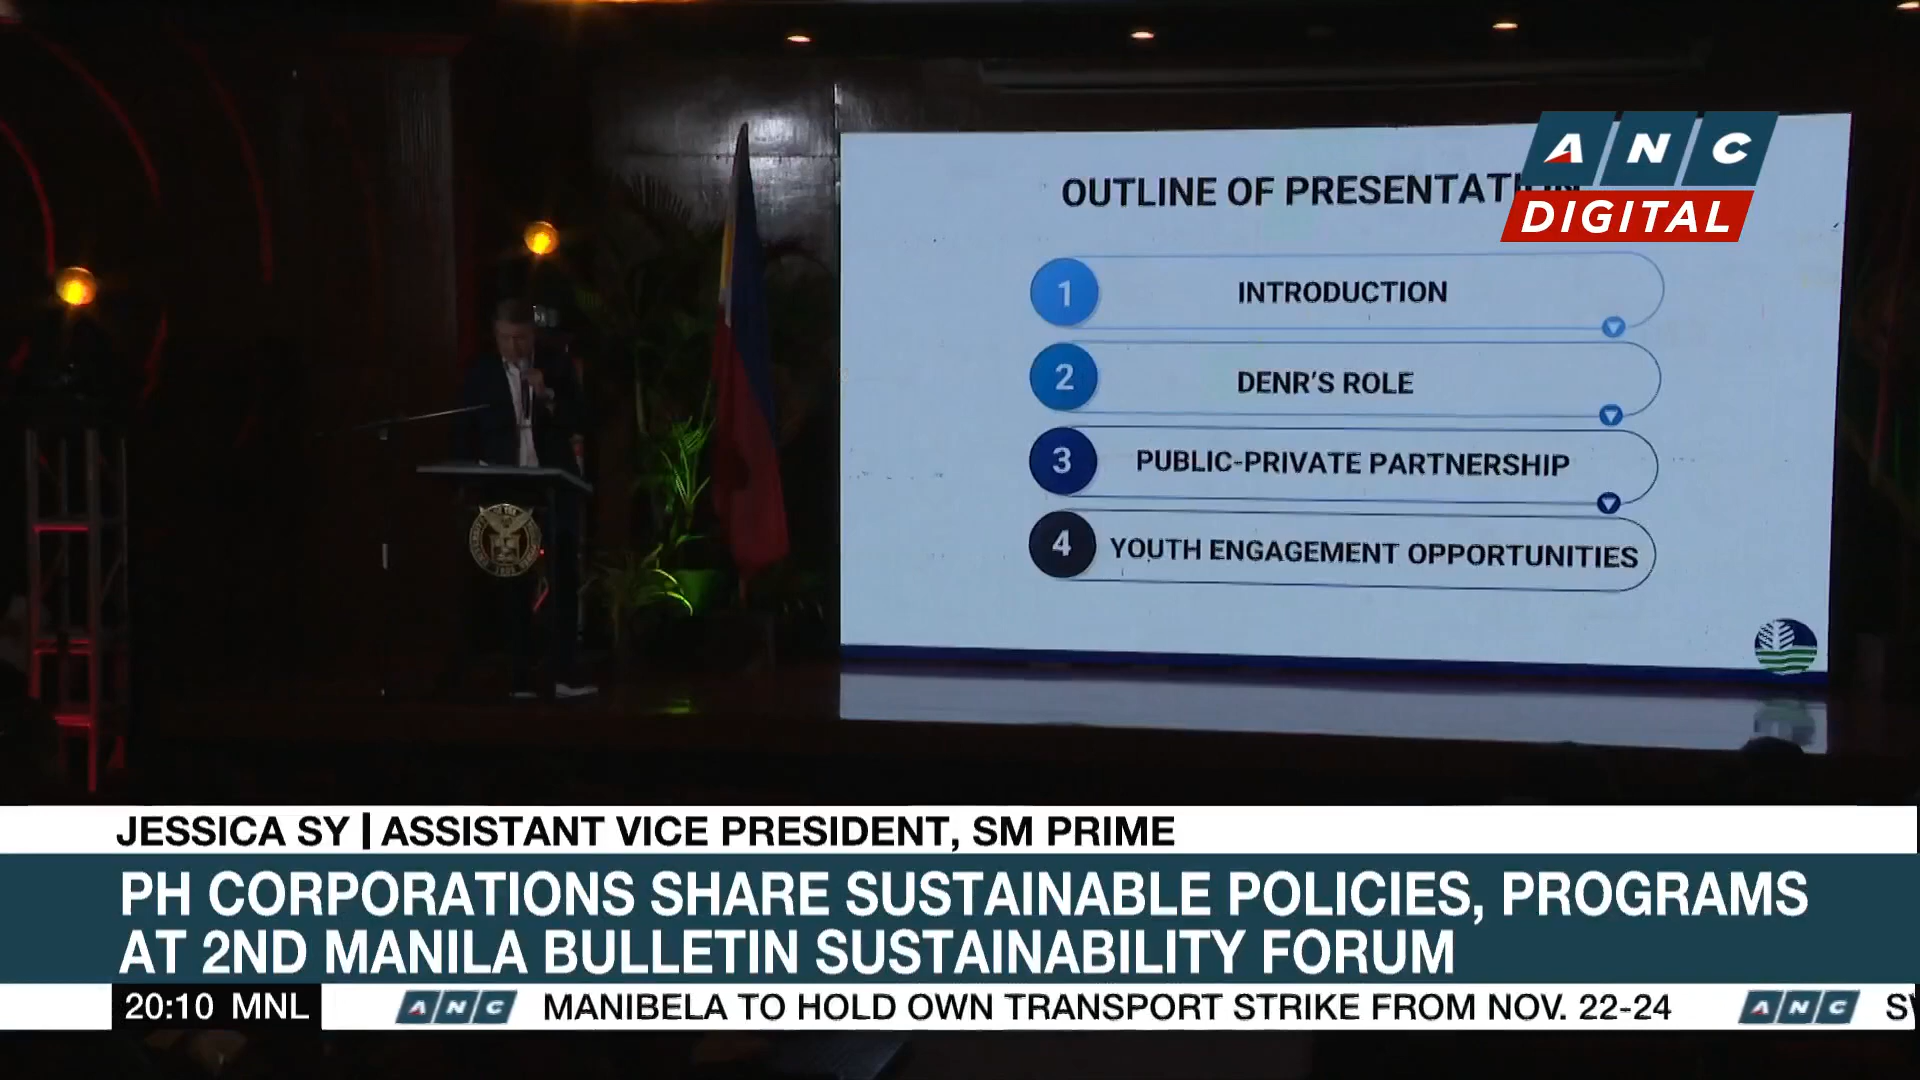 ANC
DIGITAL
OUTLINE OF PRESENTATION
1 INTRODUCTION
2 DENR'S ROLE
3 PUBLIC-PRIVATE PARTNERSHIP
4 YOUTH ENGAGEMENT OPPORTUNITIES
JESSICA SY | ASSISTANT VICE PRESIDENT, SM PRIME
PH CORPORATIONS SHARE SUSTAINABLE POLICIES, PROGRAMS
AT 2ND MANILA BULLETIN SUSTAINABILITY FORUM
20:10 MNL ANC MANIBELA TO HOLD OWN TRANSPORT STRIKE FROM NOV. 22-24 ANC